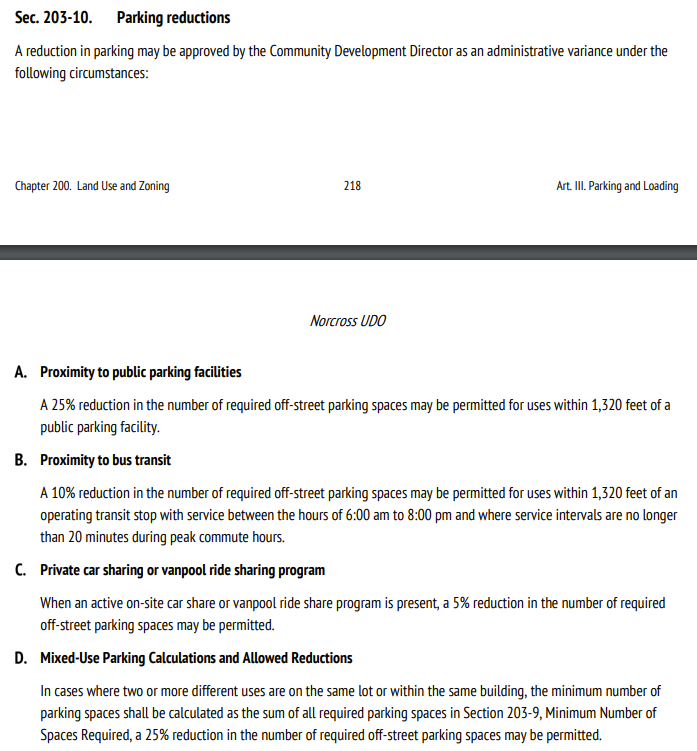 Sec. 203-10. Parking reductions
A reduction in parking may be approved by the Community Development Director as an administrative variance under the
following circumstances:
Chapter 200. Land Use and Zoning 218 Art. III. Parking and Loading
Norcross UDO
A. Proximity to public parking facilities
A 25% reduction in the number of required off-street parking spaces may be permitted for uses within 1,320 feet of a
public parking facility.
B. Proximity to bus transit
A 10% reduction in the number of required off-street parking spaces may be permitted for uses within 1,320 feet of an
operating transit stop with service between the hours of 6:00 am to 8:00 pm and where service intervals are no longer
than 20 minutes during peak commute hours.
C. Private car sharing or vanpool ride sharing program
When an active on-site car share or vanpool ride share program is present, a 5% reduction in the number of required
off-street parking spaces may be permitted.
D. Mixed-Use Parking Calculations and Allowed Reductions
In cases where two or more different uses are on the same lot or within the same building, the minimum number of
parking spaces shall be calculated as the sum of all required parking spaces in Section 203-9, Minimum Number of
Spaces Required, a 25% reduction in the number of required off-street parking spaces may be permitted.